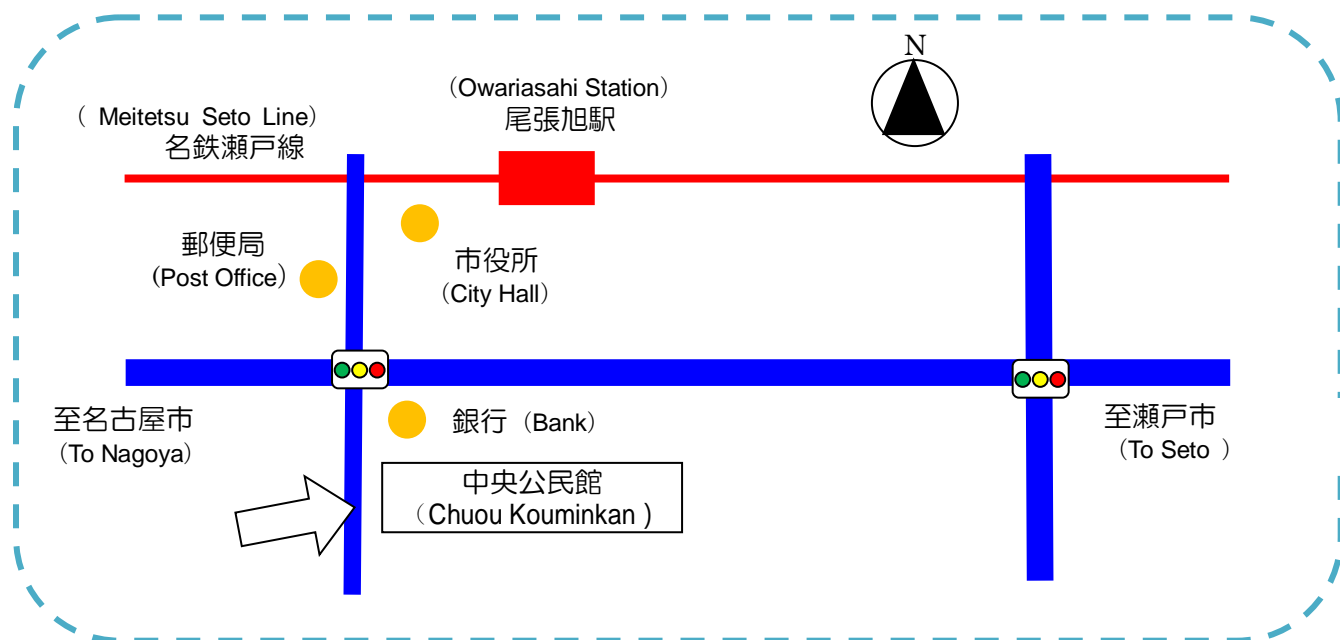 N
（Owariasahi Station）
尾張旭駅
（ Meitetsu Seto Line）
名鉄瀬戸線
郵便局
（Post Office）
市役所
（City Hall）
銀行（Bank）
至名古屋市
（To Nagoya）
至瀬戸市
（To Seto ）
中央公民館
（Chuou Kouminkan )